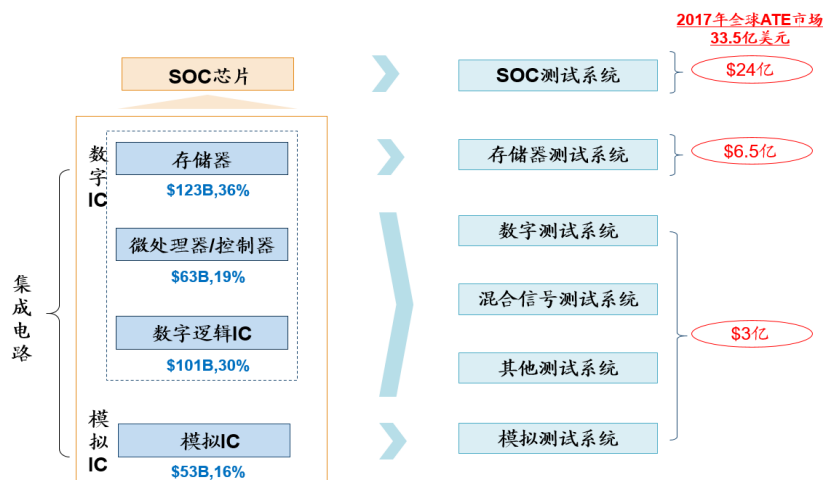 2017年全球ATE市场
33.5亿美元
SOC芯片
SOC测试系统
$24亿
数字IC
存储器
$123B,36%
存储器测试系统
$6.5亿
微处理器/控制器
$63B,19%
数字测试系统
混合信号测试系统
集成电路
数字逻辑IC
$101B,30%
其他测试系统
$3亿
模拟IC
模拟IC
$53B,16%
模拟测试系统